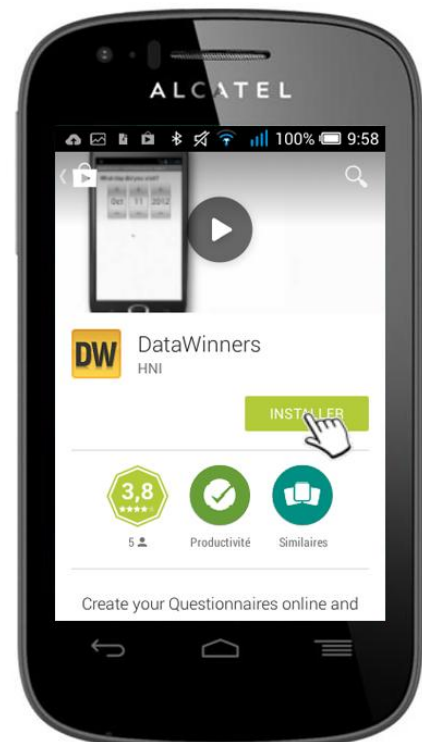 ALCATEL
100% 9:58
What day did you visit?
Oct 11 2012
DW
DataWinners
HNI
INSTALLER
3,8
5
Productivité
Similaires
Create your Questionnaires online and